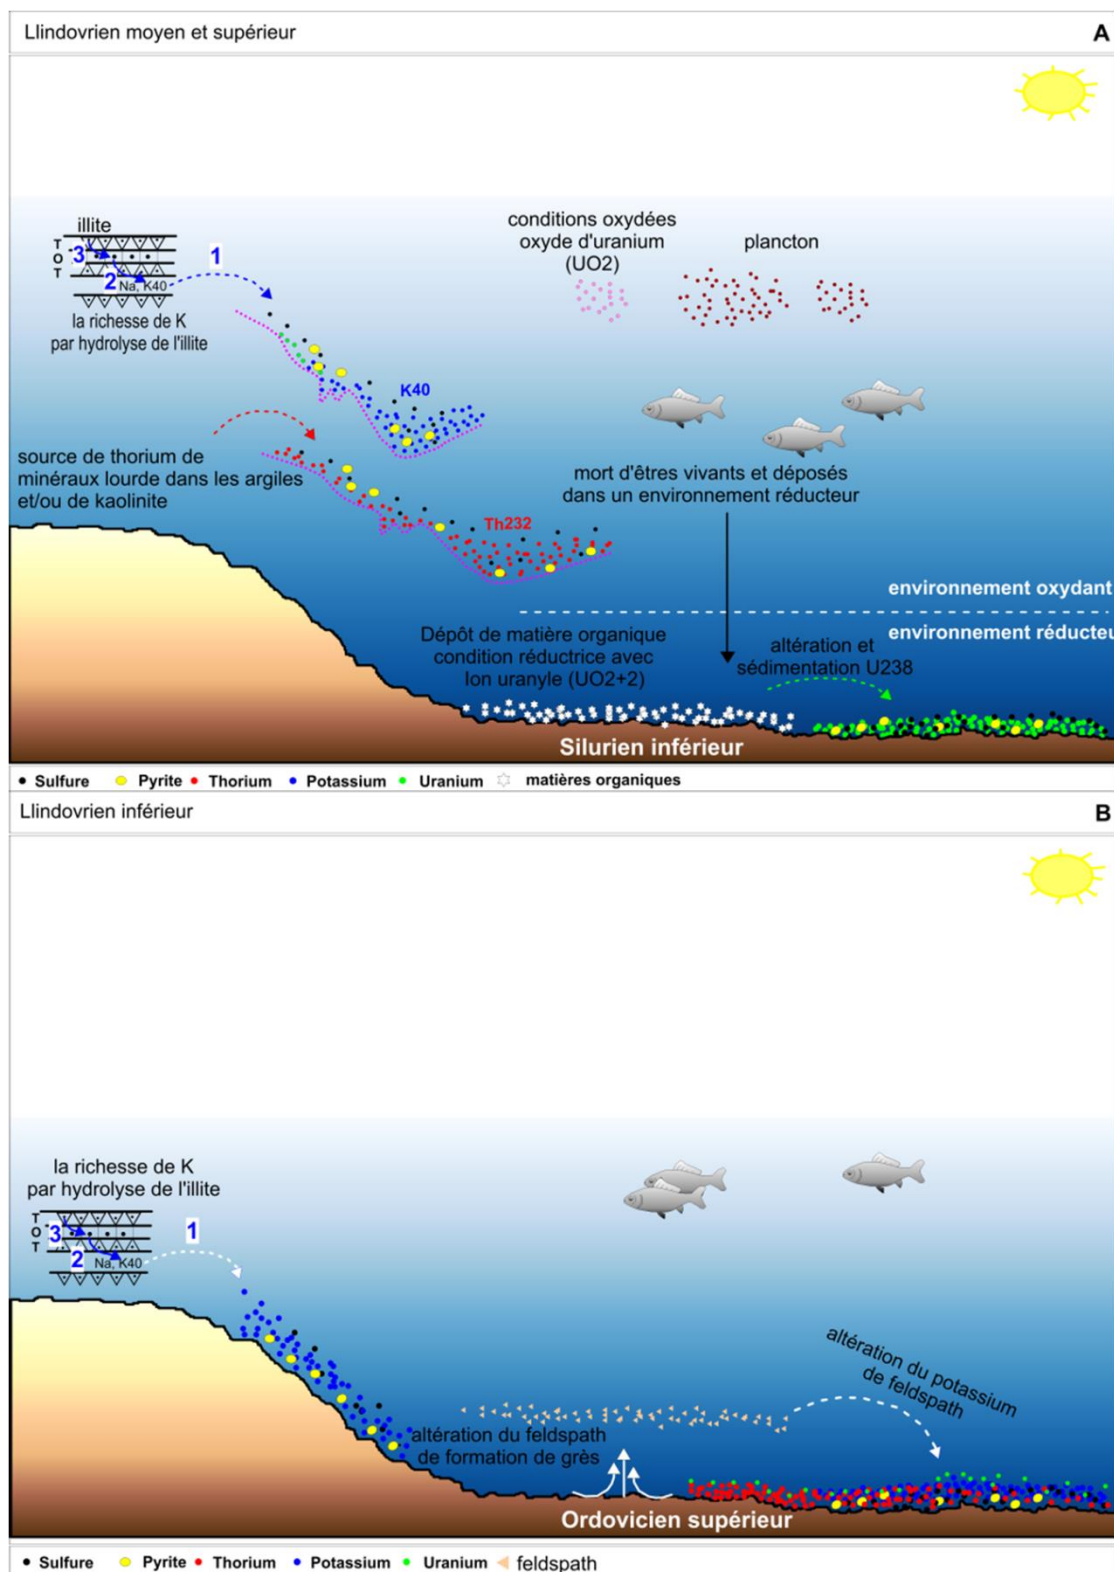 Llindovrien moyen et supérieur
A
illite
T
O
T
3
2
1
Na, K40
la richesse de K
par hydrolyse de l'illite
conditions oxydées
oxyde d'uranium
(UO2)
plancton
K40
source de thorium de
minéraux lourde dans les argiles
et/ou de kaolinite
Th232
mort d'êtres vivants et déposés
dans un environnement réducteur
environnement oxydant
environnement réducteu
Dépôt de matière organique
condition réductrice avec
Ion uranyle (UO2+2)
altération et
sédimentation U238
Silurien inférieur
Sulfure Pyrite Thorium Potassium Uranium matières organiques
Llindovrien inférieur
B
la richesse de K
par hydrolyse de l'illite
T
O
T
3
2
1
Na, K40
altération du potassium
de feldspath
altération du feldspath
de formation de grès
Ordovicien supérieur
Sulfure Pyrite Thorium Potassium Uranium feldspath